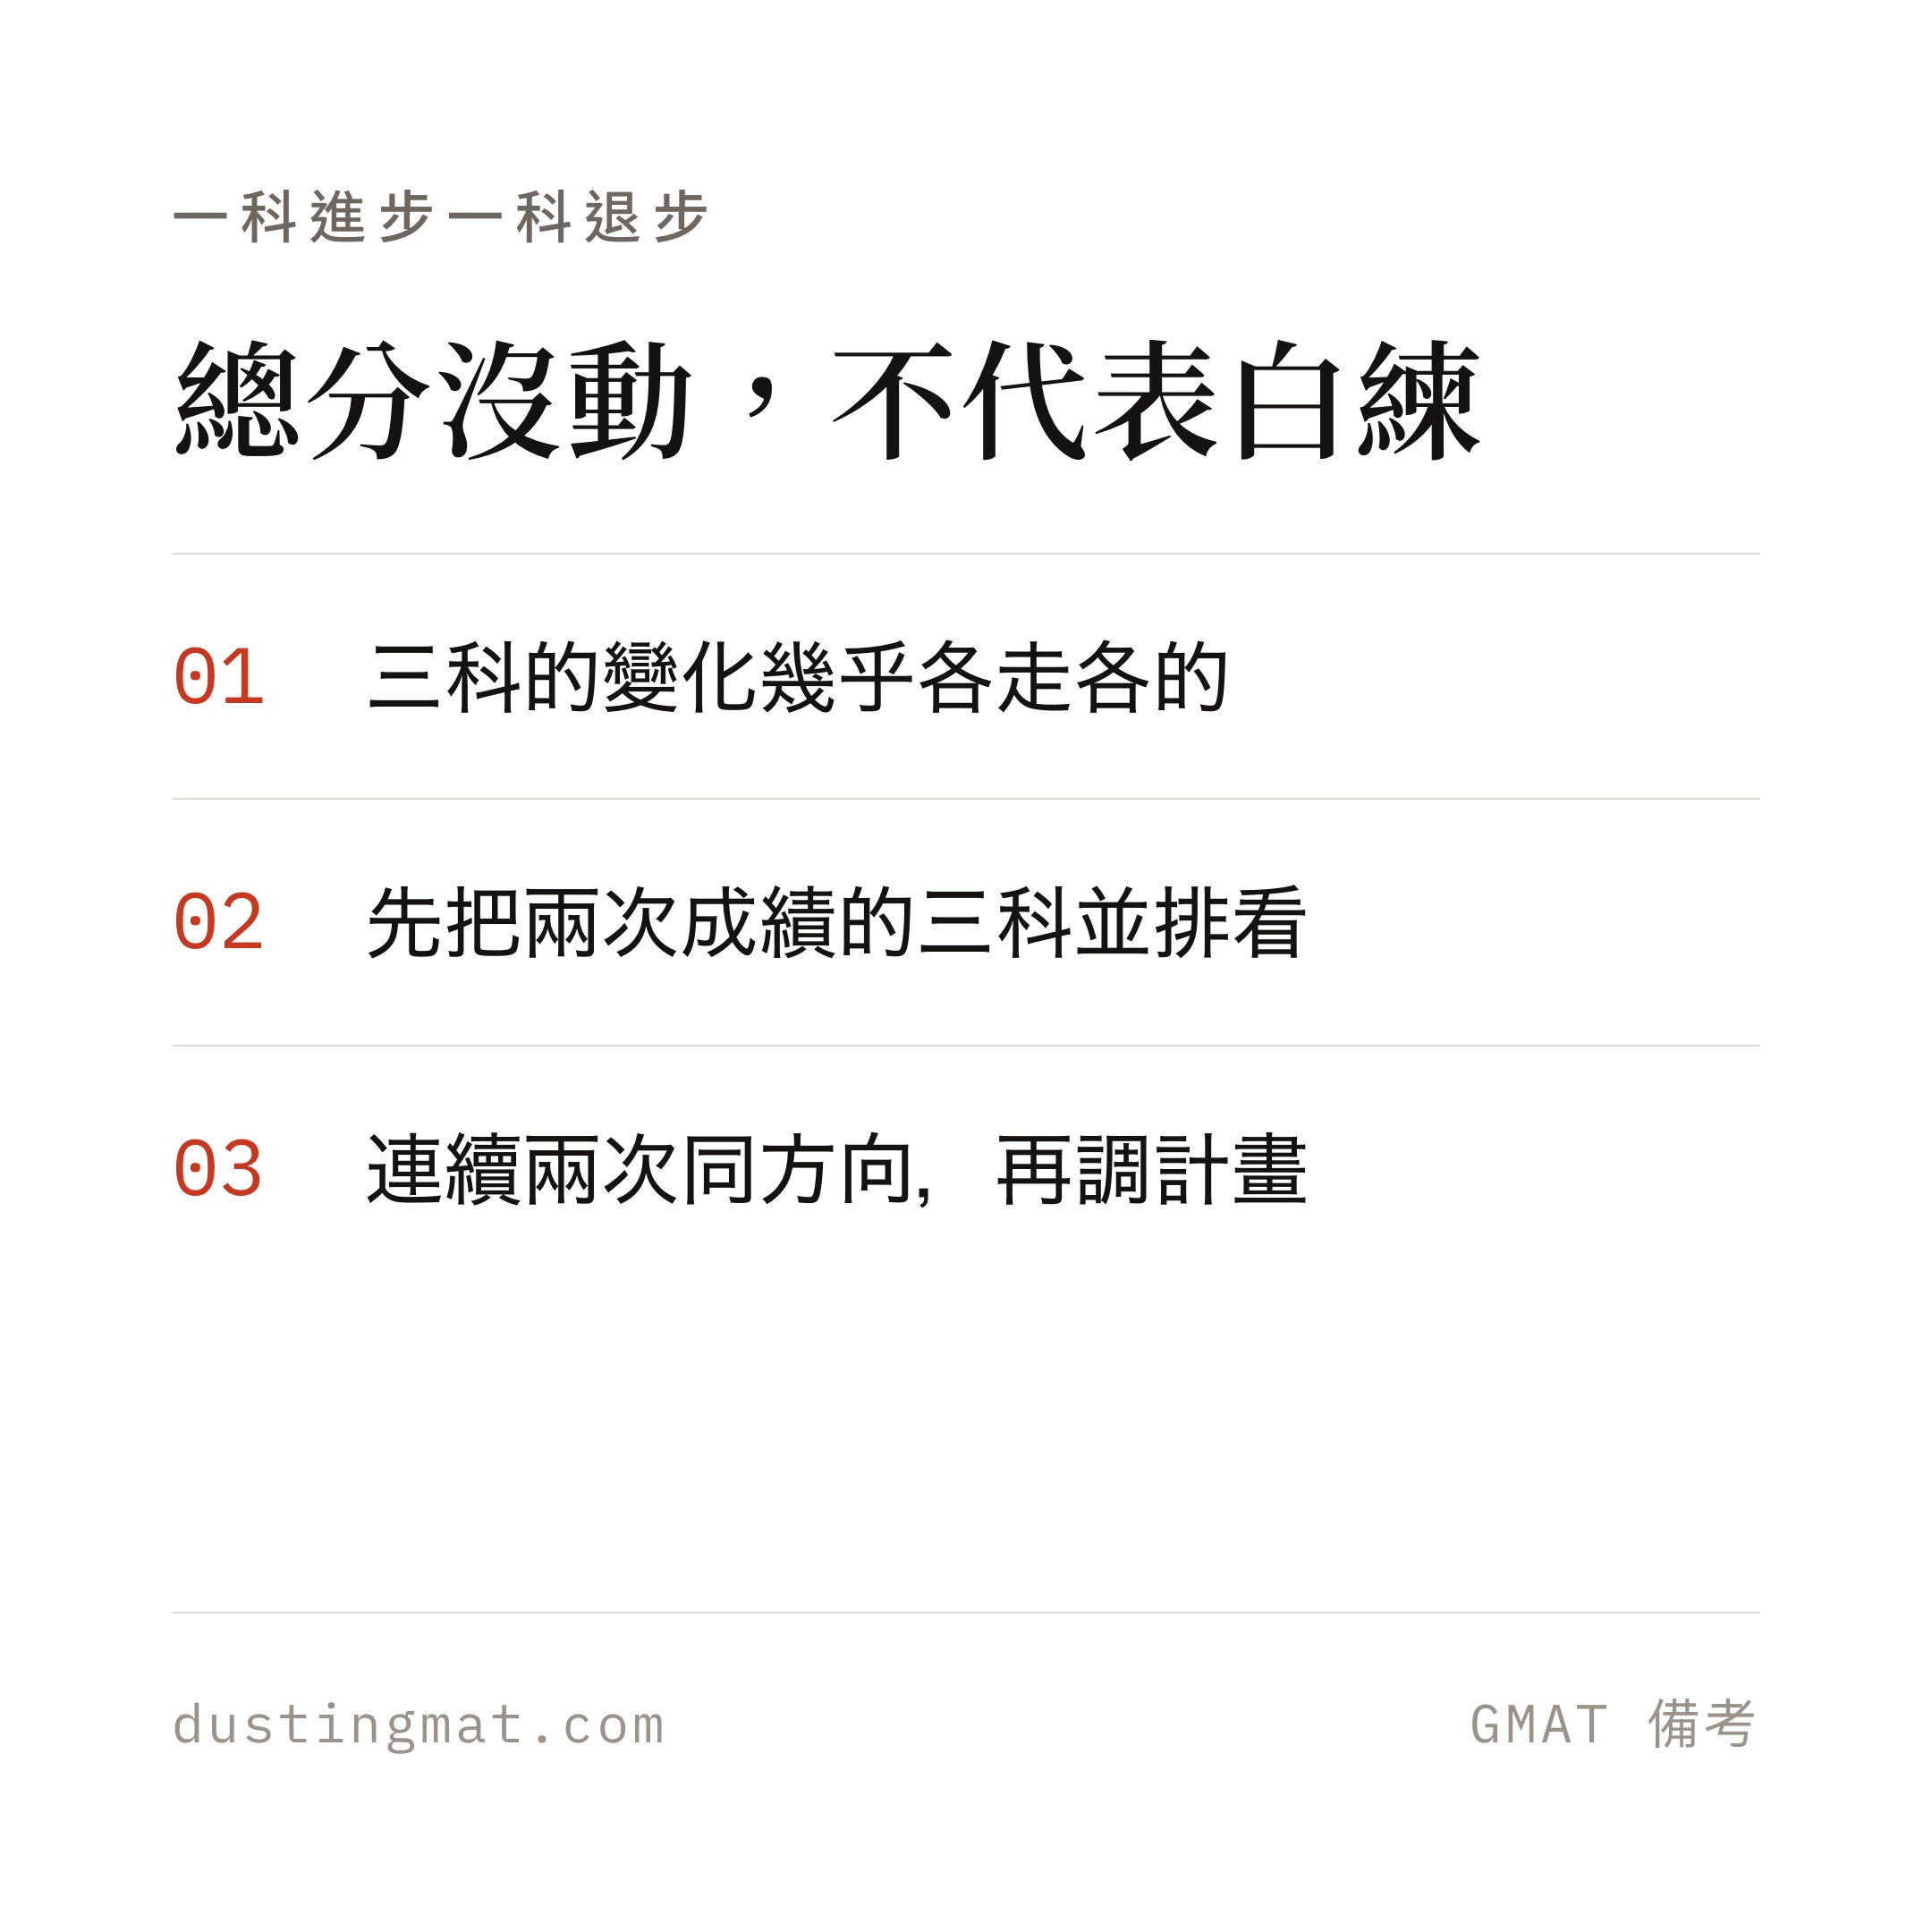 一科進步一科退步
總分沒動，不代表白練
01 三科的變化幾乎各走各的
02 先把兩次成績的三科並排看
03 連續兩次同方向，再調計畫
dustingmat.com
GMAT 備考